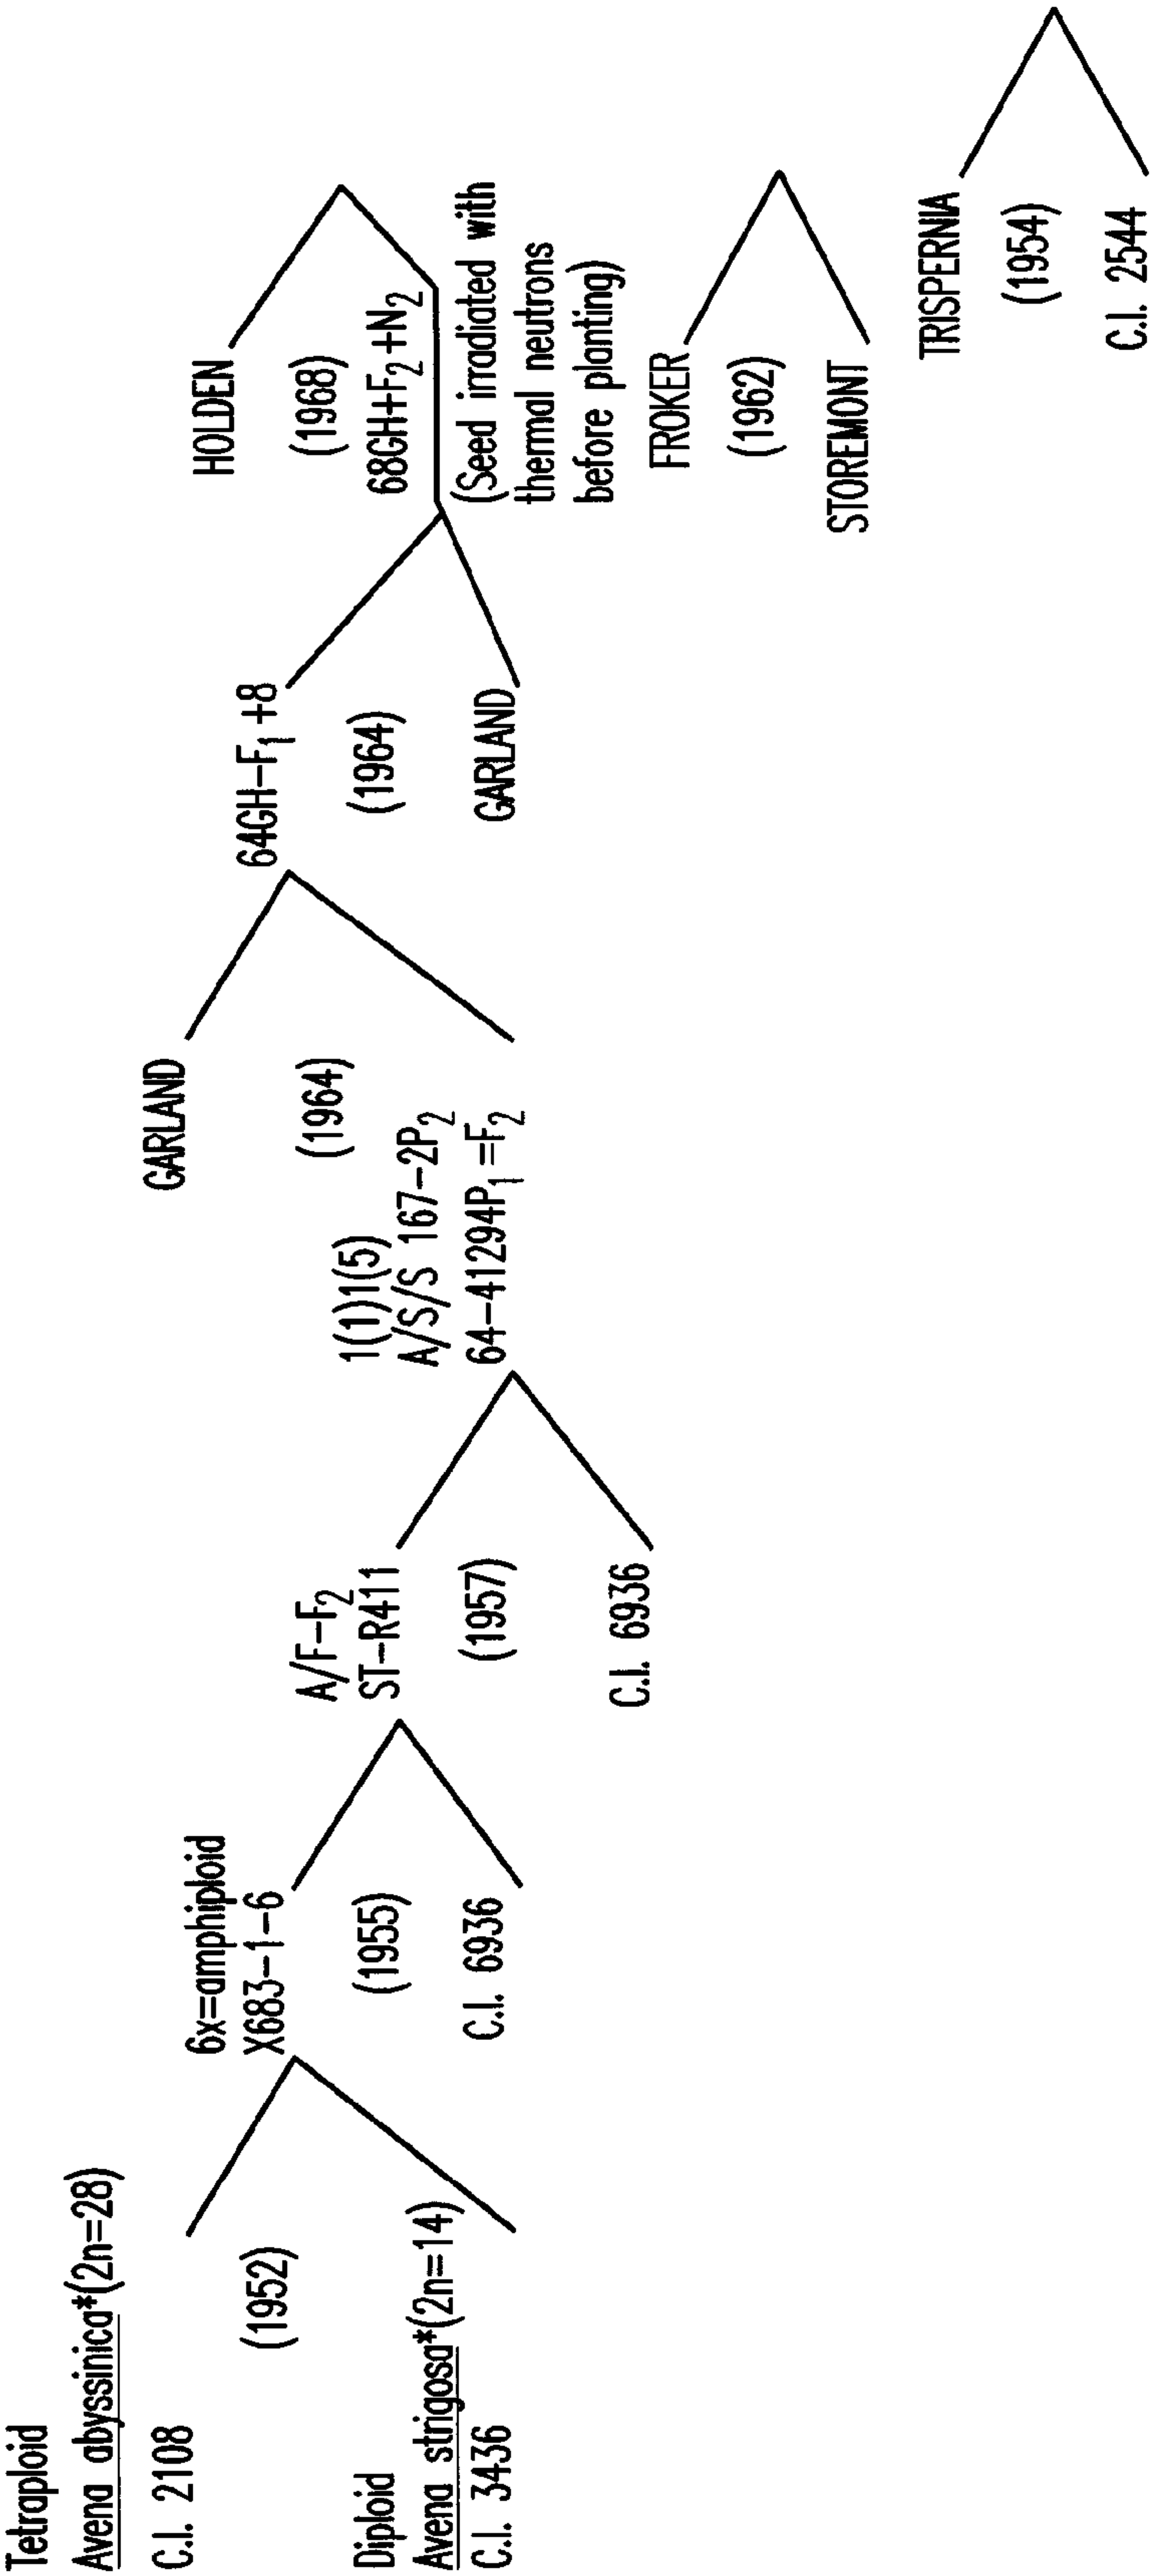 Tetraploid
Avena abyssinica*(2n=28)
C.I. 2108
(1952)
Diploid
Avena strigosa*(2n=14)
C.I. 3436
6x=amphiploid
X683-1-6
(1955)
C.I. 6936
A/F-F2
ST-R411
(1957)
C.I. 6936
GARLAND
(1964)
1(1)1(5)
A/S/S 167-2P2
64-41294P1=F2
64GH-F1+8
(1964)
GARLAND
HOLDEN
(1968)
68GH+F2+N2
(Seed irradiated with
thermal neutrons
before planting)
FROKER
(1962)
STOREMONT
TRISPERNIA
(1954)
C.I. 2544